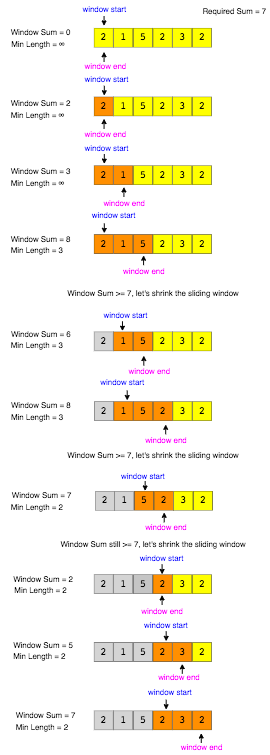 window start
Required Sum = 7
Window Sum = 0
Min Length = ∞
2 1 5 2 3 2
window end
window start
Window Sum = 2
Min Length = ∞
2 1 5 2 3 2
window end
window start
Window Sum = 3
Min Length = ∞
2 1 5 2 3 2
window end
window start
Window Sum = 8
Min Length = 3
2 1 5 2 3 2
window end
Window Sum >= 7, let's shrink the sliding window
window start
Window Sum = 6
Min Length = 3
2 1 5 2 3 2
window end
window start
Window Sum = 8
Min Length = 3
2 1 5 2 3 2
window end
Window Sum >= 7, let's shrink the sliding window
window start
Window Sum = 7
Min Length = 2
2 1 5 2 3 2
window end
Window Sum still >= 7, let's shrink the sliding window
window start
Window Sum = 2
Min Length = 2
2 1 5 2 3 2
window end
window start
Window Sum = 5
Min Length = 2
2 1 5 2 3 2
window end
window start
Window Sum = 7
Min Length = 2
2 1 5 2 3 2
window end